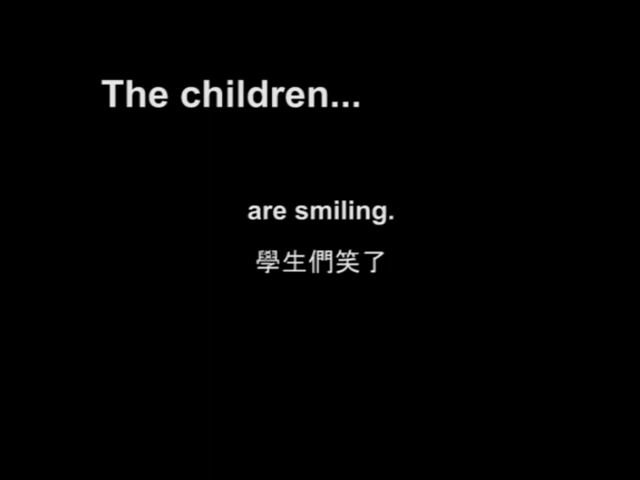 The children...
are smiling.
學生們笑了